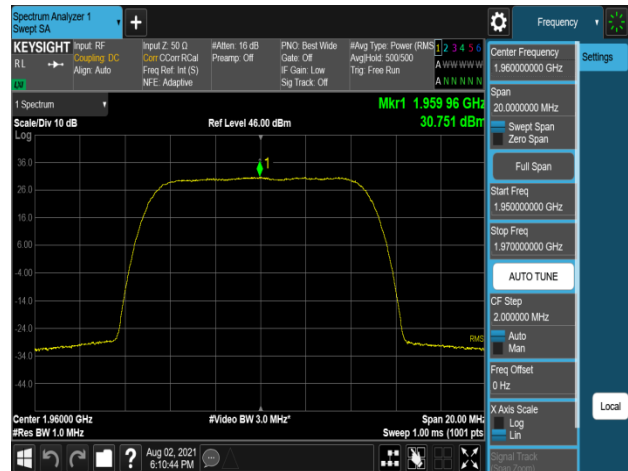 Spectrum Analyzer 1
Swept SA
Frequency
KEYSIGHT
RL
LXI
Input: RF
Coupling: DC
Align: Auto
Input Z: 50 Ω
Corr CCorr RCal
Freq Ref: Int (S)
NFE: Adaptive
#Atten: 16 dB
Preamp: Off
PNO: Best Wide
Gate: Off
IF Gain: Low
Sig Track: Off
#Avg Type: Power (RMS
Avg|Hold: 500/500
Trig: Free Run
1 2 3 4 5 6
A W W W W W
A N N N N N
1 Spectrum
Scale/Div 10 dB
Log
Ref Level 46.00 dBm
Mkr1 1.959 96 GHz
30.751 dBm
1
36.0
26.0
16.0
6.00
-4.00
-14.0
-24.0
-34.0
-44.0
RMS
Center 1.96000 GHz
#Res BW 1.0 MHz
#Video BW 3.0 MHz*
Span 20.00 MHz
Sweep 1.00 ms (1001 pts
?
Aug 02, 2021
6:10:44 PM
Center Frequency
1.960000000 GHz
Span
20.0000000 MHz
Swept Span
Zero Span
Full Span
Start Freq
1.950000000 GHz
Stop Freq
1.970000000 GHz
AUTO TUNE
CF Step
2.000000 MHz
Auto
Man
Freq Offset
0 Hz
X Axis Scale
Log
Lin
Signal Track
(Span Zoom)
Settings
Local